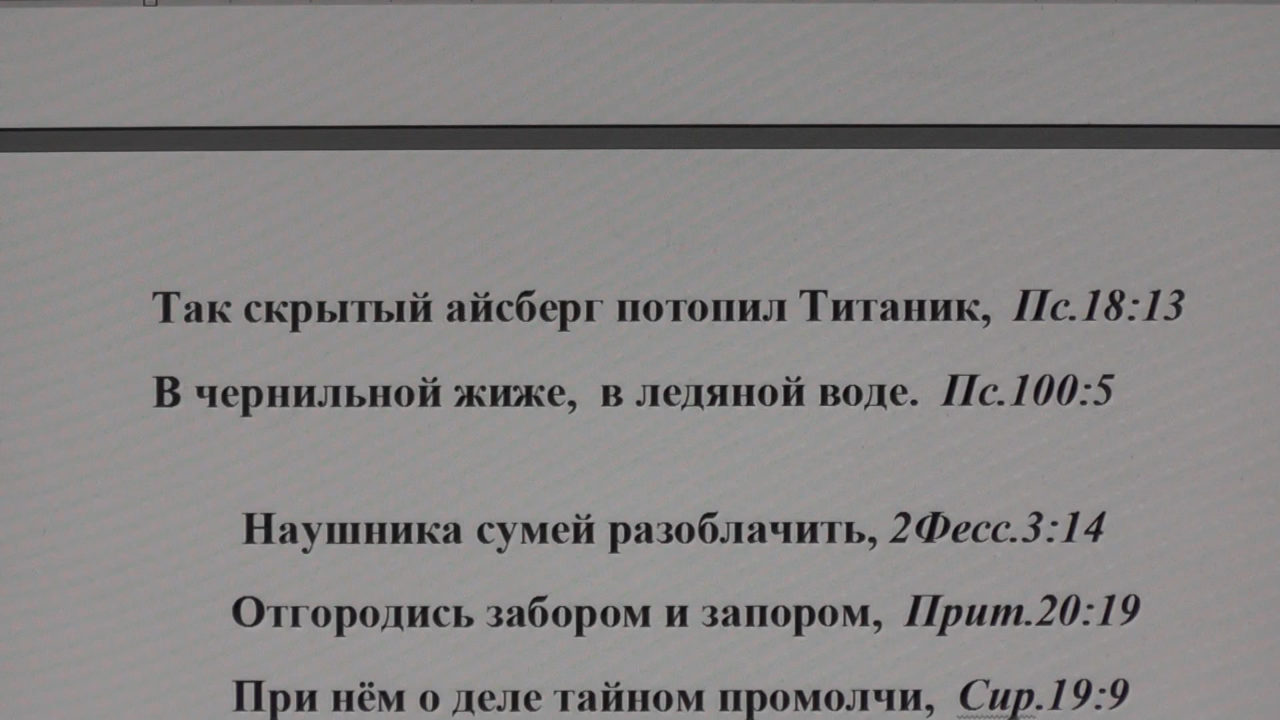 Так скрытый айсберг потопил Титаник, Пс.18:13
В чернильной жиже, в ледяной воде. Пс.100:5
Наушника сумей разоблачить, 2Фесс.3:14
Отгородись забором и запором, Прит.20:19
При нём о деле тайном промолчи, Сир.19:9